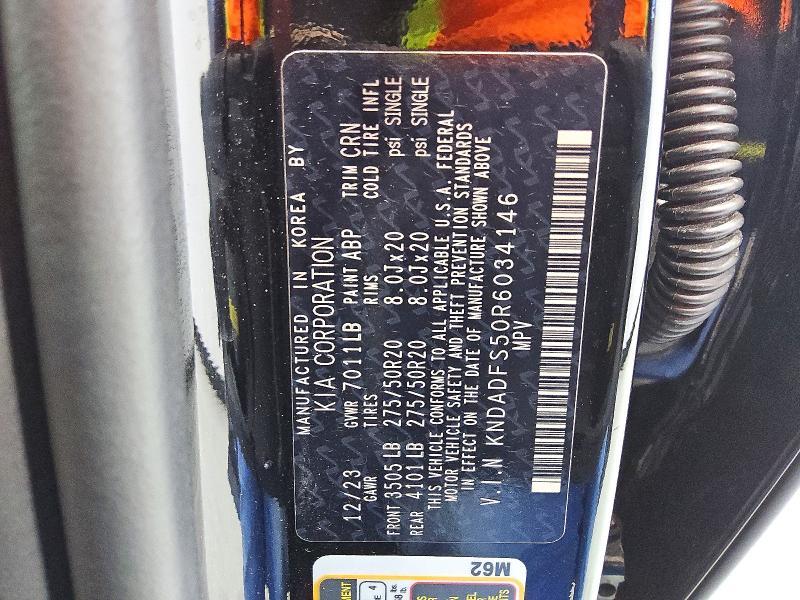 MANUFACTURED IN KOREA BY
KIA CORPORATION
12/23 GVWR 7011LB PAINT ABP TRIM CRN
GAWR TIRES RIMS COLD TIRE INFL
FRONT 3505LB 275/50R20 8.0Jx20 psi SINGLE
REAR 4101LB 275/50R20 8.0Jx20 psi SINGLE
THIS VEHICLE CONFORMS TO ALL APPLICABLE U.S.A. FEDERAL
MOTOR VEHICLE SAFETY AND THEFT PREVENTION STANDARDS
IN EFFECT ON THE DATE OF MANUFACTURE SHOWN ABOVE
V.I.N KNDADFS50R6034146
MPV
M62